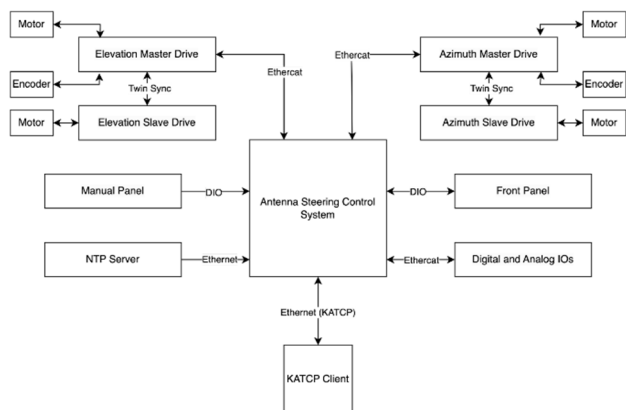 Motor
Elevation Master Drive
Ethercat
Encoder
Twin Sync
Motor
Elevation Slave Drive
Ethercat
Azimuth Master Drive
Motor
Twin Sync
Encoder
Azimuth Slave Drive
Motor
Manual Panel
DIO
Antenna Steering Control
System
DIO
Front Panel
NTP Server
Ethernet
Ethercat
Digital and Analog IOs
Ethernet (KATCP)
KATCP Client